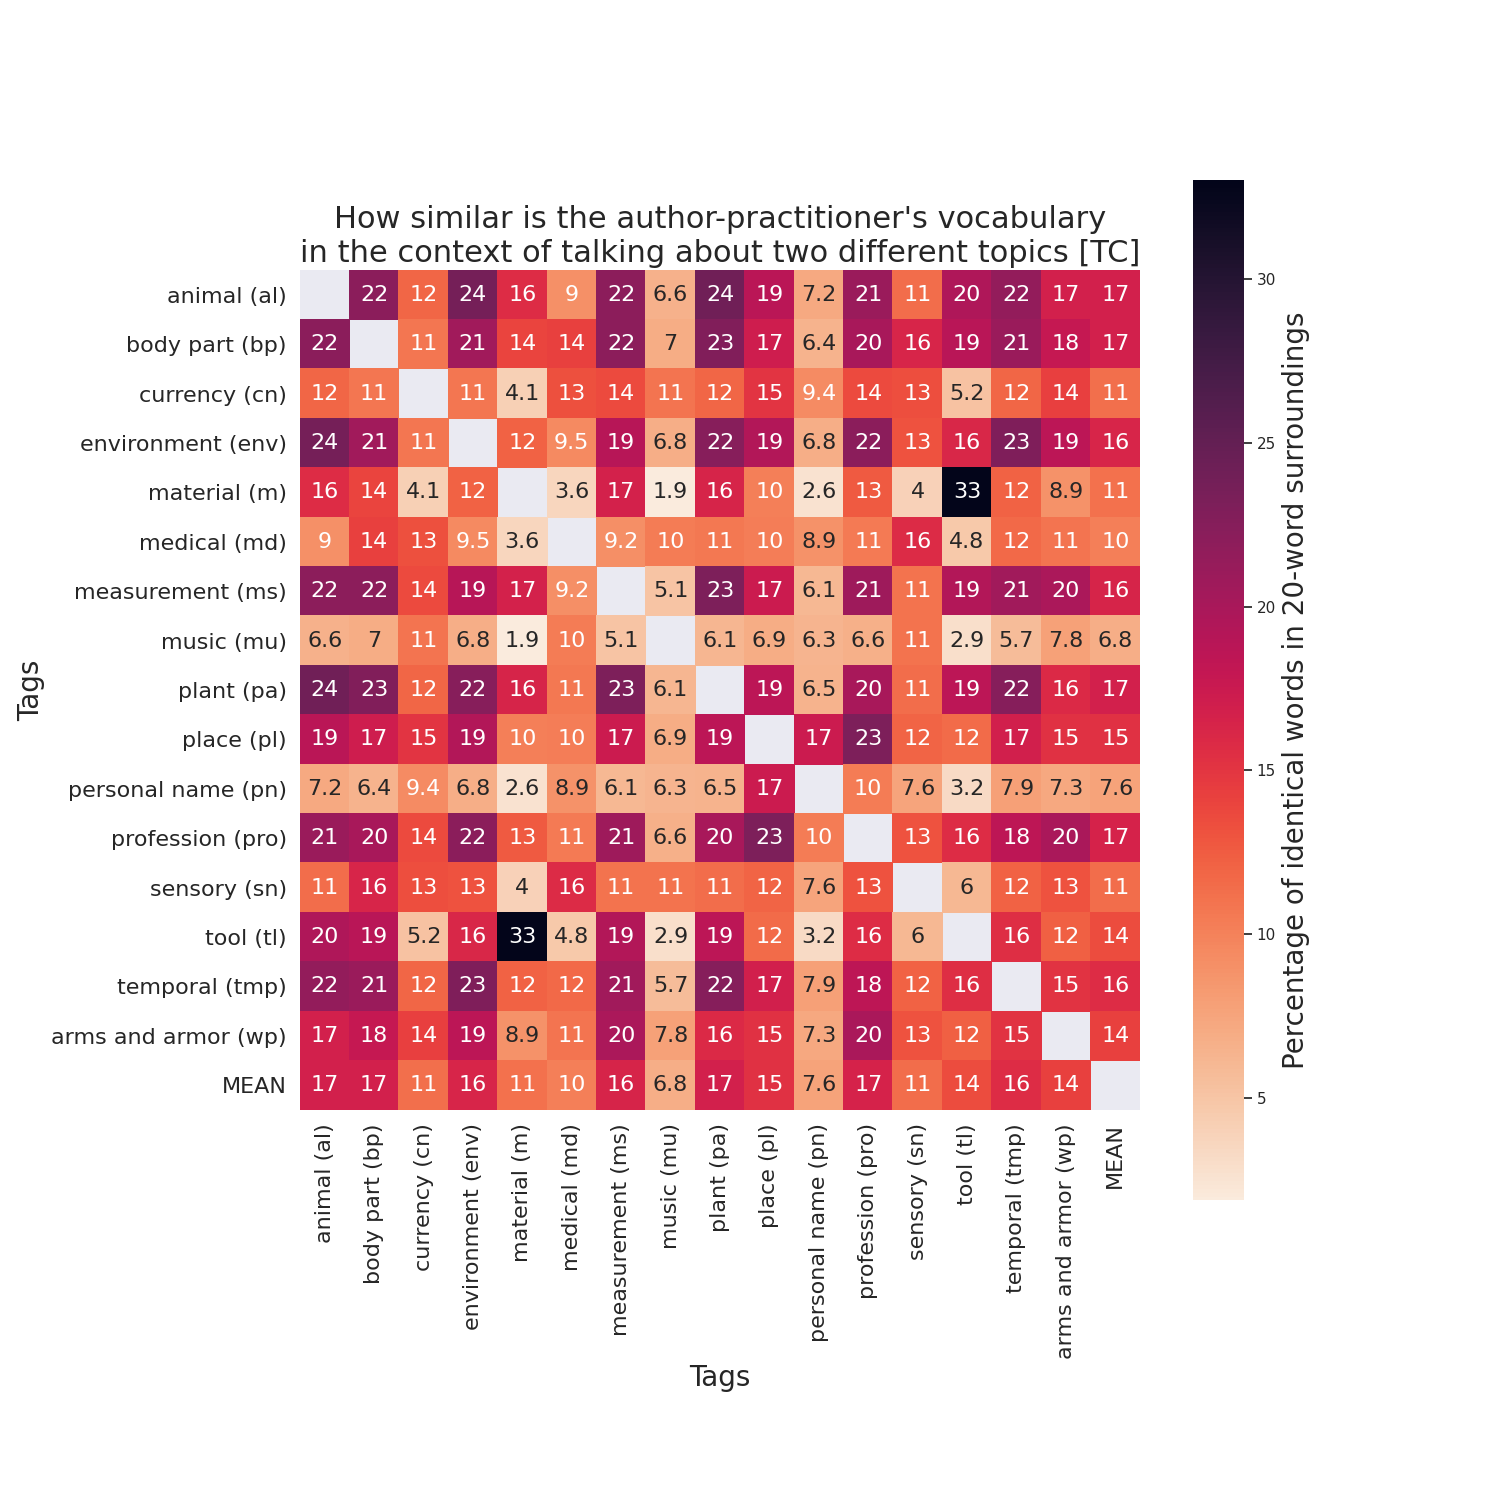 How similar is the author-practitioner's vocabulary
in the context of talking about two different topics [TC]
animal (al) 22 12 24 16 9 22 6.6 24 19 7.2 21 11 20 22 17 17
body part (bp) 22 11 21 14 14 22 7 23 17 6.4 20 16 19 21 18 17
currency (cn) 12 11 11 4.1 13 14 11 12 15 9.4 14 13 5.2 12 14 11
environment (env) 24 21 11 12 9.5 19 6.8 22 19 6.8 22 13 16 23 19 16
material (m) 16 14 4.1 12 3.6 17 1.9 16 10 2.6 13 4 33 12 8.9 11
medical (md) 9 14 13 9.5 3.6 9.2 10 11 10 8.9 11 16 4.8 12 11 10
measurement (ms) 22 22 14 19 17 9.2 5.1 23 17 6.1 21 11 19 21 20 16
music (mu) 6.6 7 11 6.8 1.9 10 5.1 6.1 6.9 6.3 6.6 11 2.9 5.7 7.8 6.8
plant (pa) 24 23 12 22 16 11 23 6.1 19 6.5 20 11 19 22 16 17
place (pl) 19 17 15 19 10 10 17 6.9 19 17 23 12 12 17 15 15
personal name (pn) 7.2 6.4 9.4 6.8 2.6 8.9 6.1 6.3 6.5 17 10 7.6 3.2 7.9 7.3 7.6
profession (pro) 21 20 14 22 13 11 21 6.6 20 23 10 13 16 18 20 17
sensory (sn) 11 16 13 13 4 16 11 11 11 12 7.6 13 6 12 13 11
tool (tl) 20 19 5.2 16 33 4.8 19 2.9 19 12 3.2 16 6 16 12 14
temporal (tmp) 22 21 12 23 12 12 21 5.7 22 17 7.9 18 12 16 15 16
arms and armor (wp) 17 18 14 19 8.9 11 20 7.8 16 15 7.3 20 13 12 15 14
MEAN 17 17 11 16 11 10 16 6.8 17 15 7.6 17 11 14 16 14
animal (al)
body part (bp)
currency (cn)
environment (env)
material (m)
medical (md)
measurement (ms)
music (mu)
plant (pa)
place (pl)
personal name (pn)
profession (pro)
sensory (sn)
tool (tl)
temporal (tmp)
arms and armor (wp)
MEAN
Tags
Tags
30
25
20
15
10
5
Percentage of identical words in 20-word surroundings